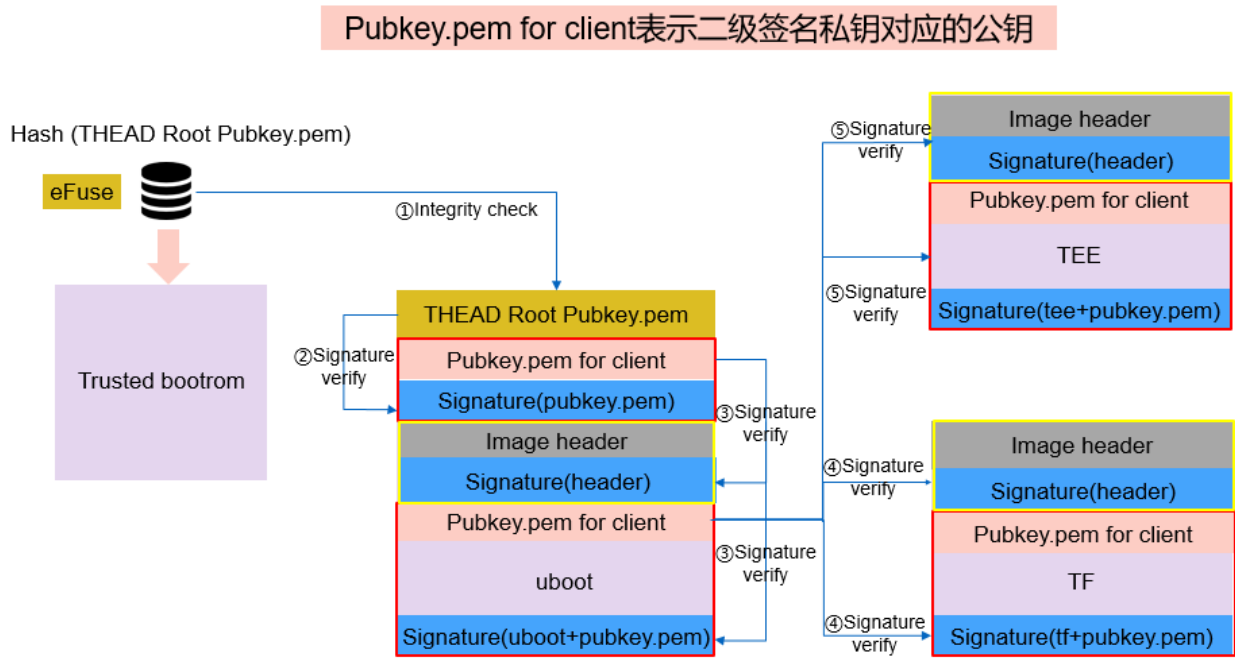 Pubkey.pem for client表示二级签名私钥对应的公钥
Hash (THEAD Root Pubkey.pem)
eFuse
①Integrity check
Trusted bootrom
THEAD Root Pubkey.pem
②Signature
verify
Pubkey.pem for client
Signature(pubkey.pem)
③Signature
verify
Image header
Signature(header)
Pubkey.pem for client
③Signature
verify
uboot
Signature(uboot+pubkey.pem)
⑤Signature
verify
Image header
Signature(header)
Pubkey.pem for client
TEE
⑤Signature
verify
Signature(tee+pubkey.pem)
④Signature
verify
Image header
Signature(header)
Pubkey.pem for client
TF
④Signature
verify
Signature(tf+pubkey.pem)